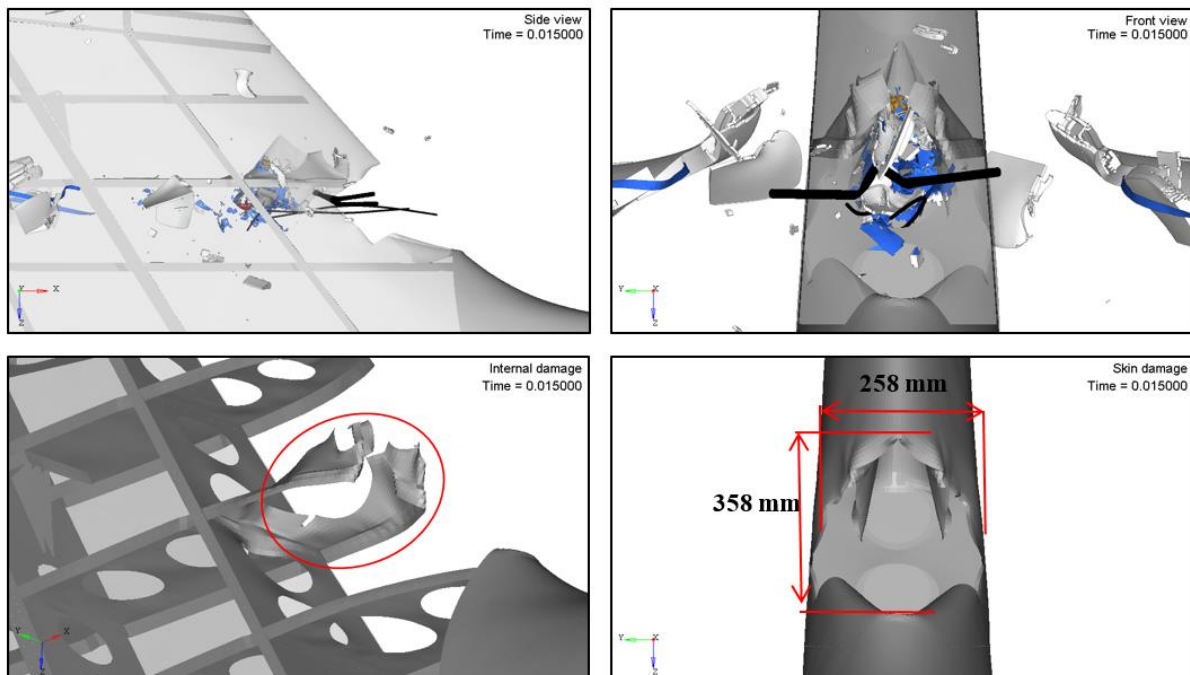 Side view
Time = 0.015000
Y
X
Z
Front view
Time = 0.015000
Y
X
Z
Internal damage
Time = 0.015000
Y
X
Z
Skin damage
Time = 0.015000
258 mm
358 mm
Y
X
Z